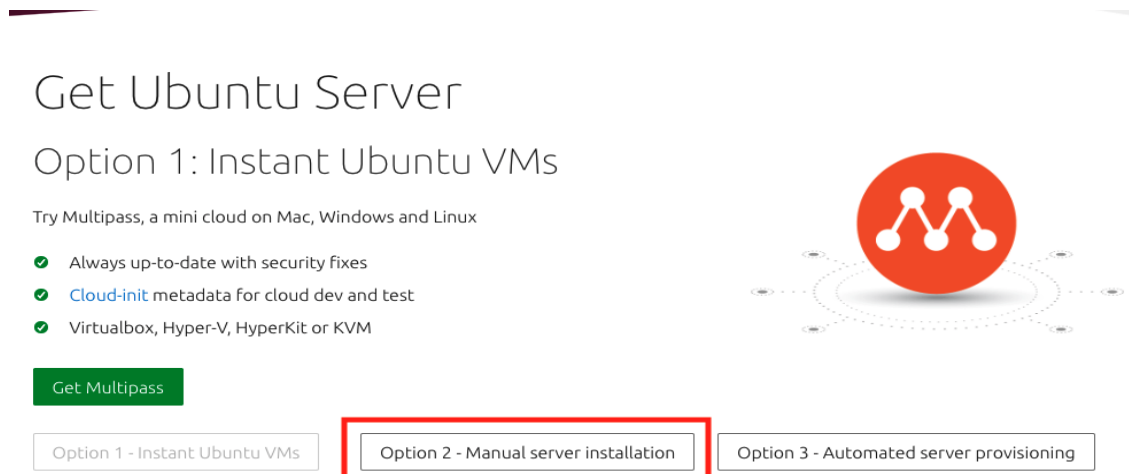 Get Ubuntu Server
Option 1: Instant Ubuntu VMs
Try Multipass, a mini cloud on Mac, Windows and Linux
Always up-to-date with security fixes
Cloud-init metadata for cloud dev and test
Virtualbox, Hyper-V, HyperKit or KVM
Get Multipass
Option 1 - Instant Ubuntu VMs
Option 2 - Manual server installation
Option 3 - Automated server provisioning